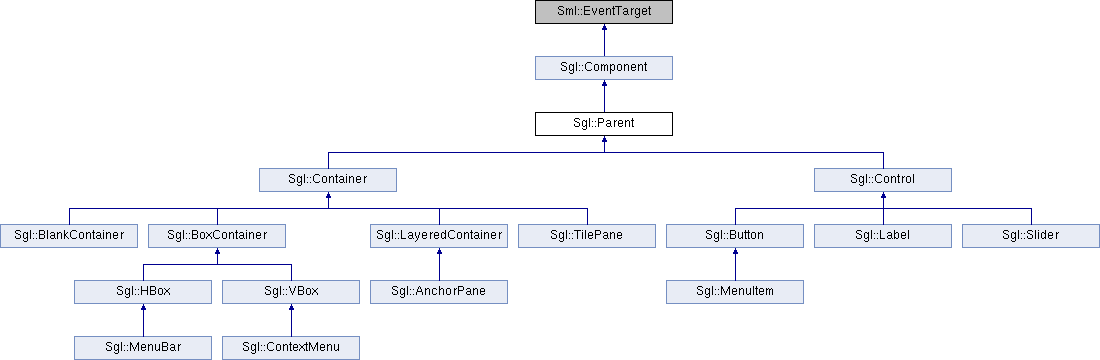 Sml::EventTarget
Sgl::Component
Sgl::Parent
Sgl::Container
Sgl::Control
Sgl::BlankContainer
Sgl::BoxContainer
Sgl::LayeredContainer
Sgl::TilePane
Sgl::Button
Sgl::Label
Sgl::Slider
Sgl::HBox
Sgl::VBox
Sgl::AnchorPane
Sgl::MenuItem
Sgl::MenuBar
Sgl::ContextMenu